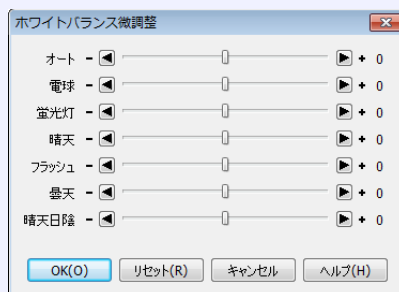 ホワイトバランス微調整
オート - + 0
電球 - + 0
蛍光灯 - + 0
晴天 - + 0
フラッシュ - + 0
曇天 - + 0
晴天日陰 - + 0
OK(O) リセット(R) キャンセル ヘルプ(H)